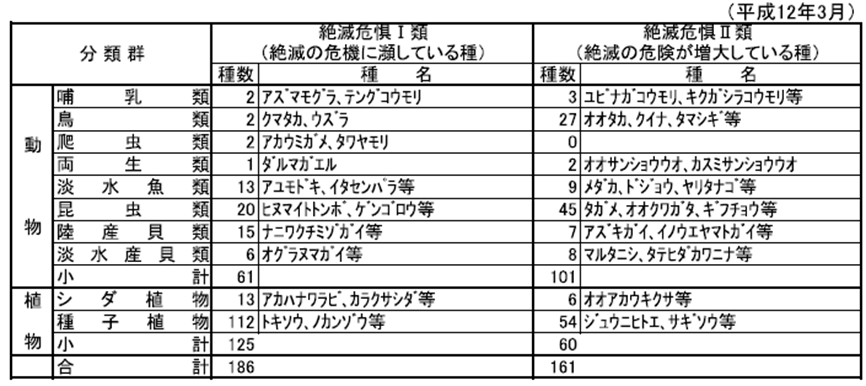 （平成12年3月）
分類群 絶滅危惧Ⅰ類 絶滅危惧Ⅱ類
（絶滅の危機に瀕している種） （絶滅の危険が増大している種）
種数 種 名 種数 種 名
動物
哺乳類 2 ｱｽﾞﾏﾓｸﾞﾗ､ﾃﾝｸﾞｺｳﾓﾘ 3 ﾕﾋﾞﾅｶﾞｺｳﾓﾘ､ｷｸｶﾞｼﾗｺｳﾓﾘ等
鳥類 2 ｸﾏﾀｶ､ｳｽﾞﾗ 27 ｵｵﾀｶ､ｸｲﾅ､ﾀﾏｼｷﾞ等
爬虫類 2 ｱｶｳﾐｶﾞﾒ､ﾀﾜﾔﾓﾘ 0
両生類 1 ﾀﾞﾙﾏｶﾞｴﾙ 2 ｵｵｻﾝｼｮｳｳｵ､ｶｽﾐｻﾝｼｮｳｳｵ
淡水魚類 13 ｱﾕﾓﾄﾞｷ､ｲﾀｾﾝﾊﾟﾗ等 9 ﾒﾀﾞｶ､ﾄﾞｼﾞｮｳ､ﾔﾘﾀﾅｺﾞ等
昆虫類 20 ﾋﾇﾏｲﾄﾄﾝﾎﾞ､ｹﾞﾝｺﾞﾛｳ等 45 ﾀｶﾞﾒ､ｵｵｸﾜｶﾞﾀ､ｷﾞﾌﾁｮｳ等
陸産貝類 15 ﾅﾆﾜｸﾁﾐｿﾞｶﾞｲ等 7 ｱｽﾞｷｶﾞｲ､ｲﾉｳｴﾔﾏﾄｶﾞｲ等
淡水産貝類 6 ｵｸﾞﾗﾇﾏｶﾞｲ等 8 ﾏﾙﾀﾆｼ､ﾀﾃﾋﾀﾞｶﾜﾆﾅ等
小計 61 101
植物
シダ植物 13 ｱｶﾊﾅﾜﾗﾋﾞ､ｶﾗｸｻｼﾀﾞ等 6 ｵｵｱｶｳｷｸｻ等
種子植物 112 ﾄｷｿｳ､ﾉｶﾝｿﾞｳ等 54 ｼﾞｭｳﾆﾋﾄｴ､ｻｷﾞｿｳ等
小計 125 60
合計 186 161